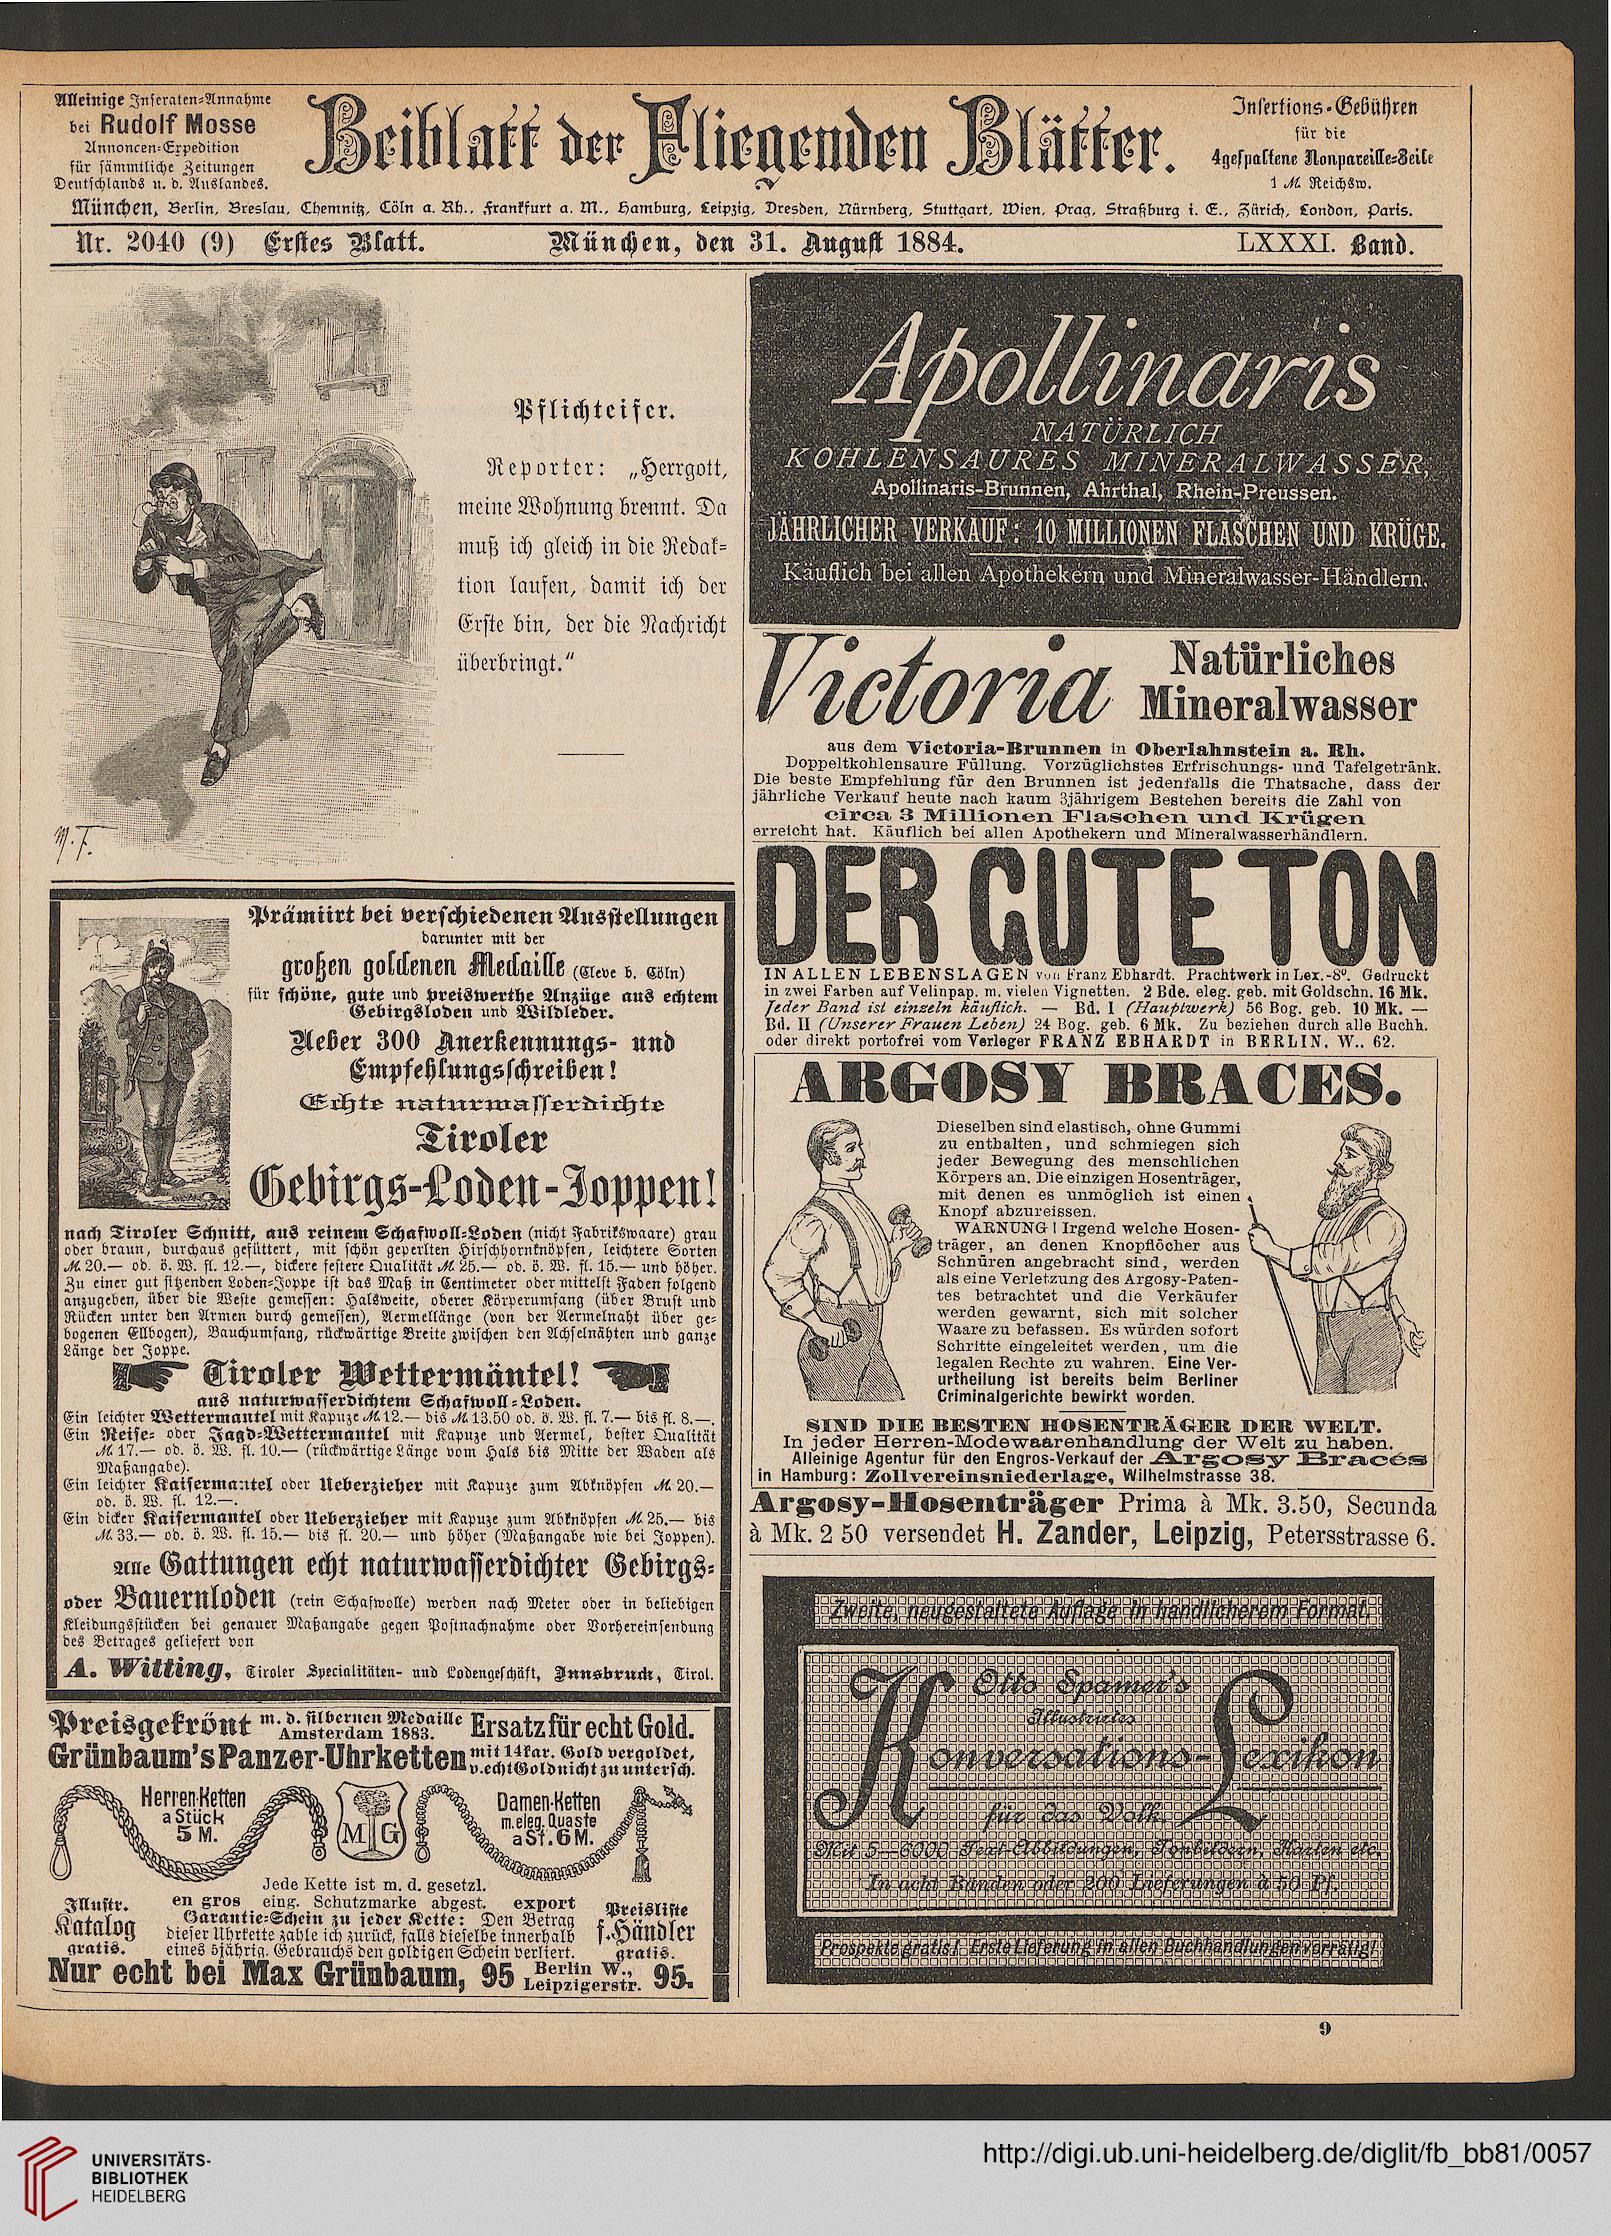 Alleinige Inseraten-Annahme
bei Rudolf Mosse
Annoncen-Expedition
für sämmtliche Zeitungen
Deutschlands u. d. Auslandes.
Beiblatt der Fliegenden Blätter.
Insertions-Gebühren
für die
4gespaltene Nonpareille-Zeile
1 M. Reichsw.
München, Berlin, Breslau, Chemnitz, Cöln a. Rh., Frankfurt a. M., Hamburg, Leipzig, Dresden, Nürnberg, Stuttgart, Wien, Prag, Straßburg i. E., Zürich, London, Paris.
Nr. 2040 (9) Erstes Blatt. München, den 31. August 1884. LXXXI. Band.
Pflichteifer.
Reporter: „Herrgott,
meine Wohnung brennt. Da
muß ich gleich in die Redak-
tion laufen, damit ich der
Erste bin, der die Nachricht
überbringt."
M. F.
Prämiirt bei verschiedenen Ausstellungen
darunter mit der
großen goldenen Medaille (Cleve b. Cöln)
für schöne, gute und preiswerthe Anzüge aus echtem
Gebirgsloden und Wildleder.
Ueber 300 Anerkennungs- und
Empfehlungsschreiben!
Echte naturwasserdichte
Tiroler
Gebirgs-Loden-Joppen!
nach Tiroler Schnitt, aus reinem Schafwoll-Loden (nicht Fabrikswaare) grau
oder braun, durchaus gefüttert, mit schön geperlten Hirschhornknöpfen, leichtere Sorten
M. 20.— od. ö. W. fl. 12.—, dickere festere Qualität M. 25.— od. ö. W. fl. 15.— und höher.
Zu einer gut sitzenden Loden-Joppe ist das Maß in Centimeter oder mittelst Faden folgend
anzugeben, über die Weste gemessen: Halsweite, oberer Körperumfang (über Brust und
Rücken unter den Armen durch gemessen), Aermellänge (von der Aermelnaht über ge-
bogenen Ellbogen), Bauchumfang, rückwärtige Breite zwischen den Achselnähten und ganze
Länge der Joppe.
Tiroler Wettermäntel!
aus naturwasserdichtem Schafwoll-Loden.
Ein leichter Wettermantel mit Kapuze M. 12.— bis M. 13.50 od. ö. W. fl. 7.— bis fl. 8.—.
Ein Reise- oder Jagd-Wettermantel mit Kapuze und Aermel, bester Qualität
M. 17.— od. ö. W. fl. 10.— (rückwärtige Länge vom Hals bis Mitte der Waden als
Maßangabe).
Ein leichter Kaisermantel oder Ueberzieher mit Kapuze zum Abknöpfen M. 20.—
od. ö. W. fl. 12.—.
Ein dicker Kaisermantel oder Ueberzieher mit Kapuze zum Abknöpfen M. 25.— bis
M. 33.— od. ö. W. fl. 15.— bis fl. 20.— und höher (Maßangabe wie bei Joppen).
Alle Gattungen echt naturwasserdichter Gebirgs-
oder Bauernloden (rein Schafwolle) werden nach Meter oder in beliebigen
Kleidungsstücken bei genauer Maßangabe gegen Postnachnahme oder Vorhereinsendung
des Betrages geliefert von
A. Witting, Tiroler Specialitäten- und Lodengeschäft, Innsbruck, Tirol.
Preisgekrönt m. d. silbernen Medaille Amsterdam 1883. Ersatz für echt Gold.
Grünbaum's Panzer-Uhrketten mit 14kar. Gold vergoldet, v. echt Gold nicht zu untersch.
Herren-Ketten
a Stück
5 M.
M G
Damen-Ketten
m. eleg. Quaste
a St. 6 M.
Jede Kette ist m. d. gesetzl.
en gros eing. Schutzmarke abgest. export
Illustr.
Katalog
gratis.
Garantie-Schein zu jeder Kette: Den Betrag
dieser Uhrkette zahle ich zurück, falls dieselbe innerhalb
eines 5jährig. Gebrauchs den goldigen Schein verliert.
Preisliste
f. Händler
gratis.
Nur echt bei Max Grünbaum, 95 Berlin W., Leipzigerstr. 95.
Apollinaris
NATÜRLICH
KOHLENSAURES MINERALWASSER,
Apollinaris-Brunnen, Ahrthal, Rhein-Preussen.
JÄHRLICHER VERKAUF: 10 MILLIONEN FLASCHEN UND KRÜGE.
Käuflich bei allen Apothekern und Mineralwasser-Händlern.
Victoria Natürliches
Mineralwasser
aus dem Victoria-Brunnen in Oberlahnstein a. Rh.
Doppeltkohlensaure Füllung. Vorzüglichstes Erfrischungs- und Tafelgetränk.
Die beste Empfehlung für den Brunnen ist jedenfalls die Thatsache, dass der
jährliche Verkauf heute nach kaum 3jährigem Bestehen bereits die Zahl von
circa 3 Millionen Flaschen und Krügen
erreicht hat. Käuflich bei allen Apothekern und Mineralwasserhändlern.
DER GUTE TON
IN ALLEN LEBENSLAGEN von Franz Ebhardt. Prachtwerk in Lex.-8º. Gedruckt
in zwei Farben auf Velinpap. m. vielen Vignetten. 2 Bde. eleg. geb. mit Goldschn. 16 Mk.
Jeder Band ist einzeln käuflich. — Bd. I (Hauptwerk) 56 Bog. geb. 10 Mk. —
Bd. II (Unserer Frauen Leben) 24 Bog. geb. 6 Mk. Zu beziehen durch alle Buchh.
oder direkt portofrei vom Verleger FRANZ EBHARDT in BERLIN, W.. 62.
ARGOSY BRACES.
Dieselben sind elastisch, ohne Gummi
zu enthalten, und schmiegen sich
jeder Bewegung des menschlichen
Körpers an. Die einzigen Hosenträger,
mit denen es unmöglich ist einen
Knopf abzureissen.
WARNUNG! Irgend welche Hosen-
träger, an denen Knopflöcher aus
Schnüren angebracht sind, werden
als eine Verletzung des Argosy-Paten-
tes betrachtet und die Verkäufer
werden gewarnt, sich mit solcher
Waare zu befassen. Es würden sofort
Schritte eingeleitet werden, um die
legalen Rechte zu wahren. Eine Ver-
urtheilung ist bereits beim Berliner
Criminalgerichte bewirkt worden.
SIND DIE BESTEN HOSENTRÄGER DER WELT.
In jeder Herren-Modewaarenhandlung der Welt zu haben.
Alleinige Agentur für den Engros-Verkauf der Argosy Braces
in Hamburg: Zollvereinsniederlage, Wilhelmstrasse 38.
Argosy-Hosenträger Prima à Mk. 3.50, Secunda
à Mk. 2 50 versendet H. Zander, Leipzig, Petersstrasse 6.
Zweite, neugestaltete Auflage in handlicherem Format.
Otto Spamer's
Illustrirtes
Konversations-Lexikon
für das Volk.
Mit 5—6000 Text-Abbildungen, Tonbildern, Karten etc.
In acht Bänden oder 200 Lieferungen à 50 Pf.
Prospekte gratis! Erste Lieferung in allen Buchhandlungen vorrätig!
9
UNIVERSITÄTS-
BIBLIOTHEK
HEIDELBERG
http://digi.ub.uni-heidelberg.de/diglit/fb_bb81/0057